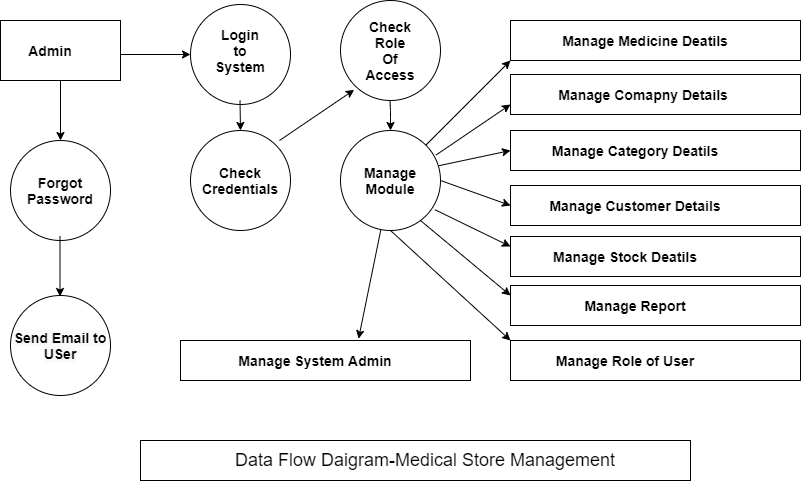 Admin
Login
to
System
Check
Role
Of
Access
Manage Medicine Deatils
Manage Comapny Details
Check
Credentials
Manage
Module
Manage Category Deatils
Forgot
Password
Manage Customer Details
Manage Stock Deatils
Manage Report
Send Email to
USer
Manage System Admin
Manage Role of User
Data Flow Daigram-Medical Store Management